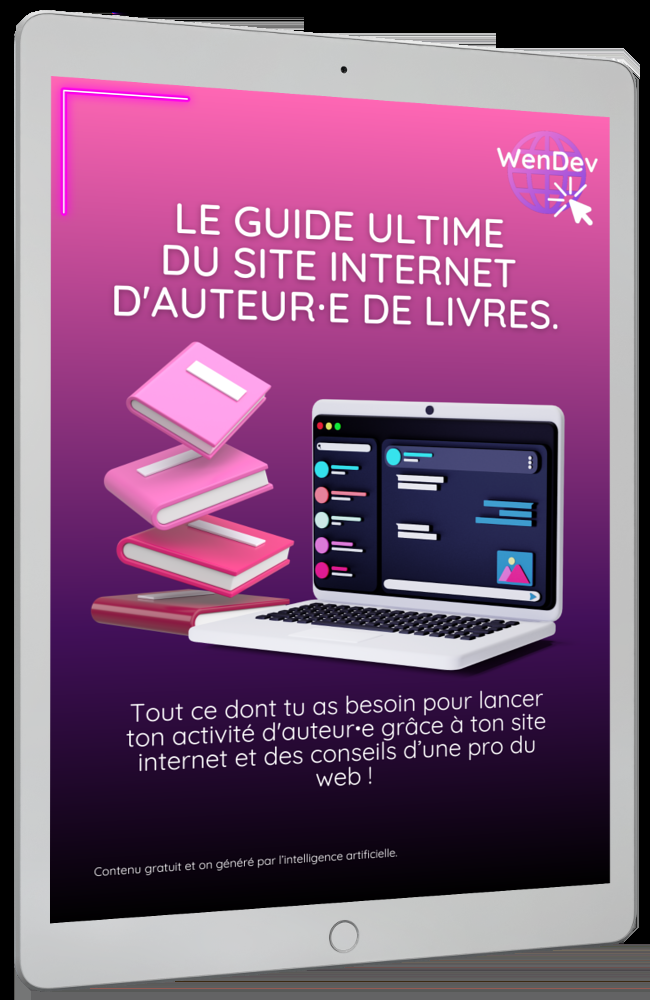 WenDev
LE GUIDE ULTIME
DU SITE INTERNET
D'AUTEUR·E DE LIVRES.
Tout ce dont tu as besoin pour lancer
ton activité d'auteur•e grâce à ton site
internet et des conseils d’une pro du
web !
Contenu gratuit et on généré par l'intelligence artificielle.